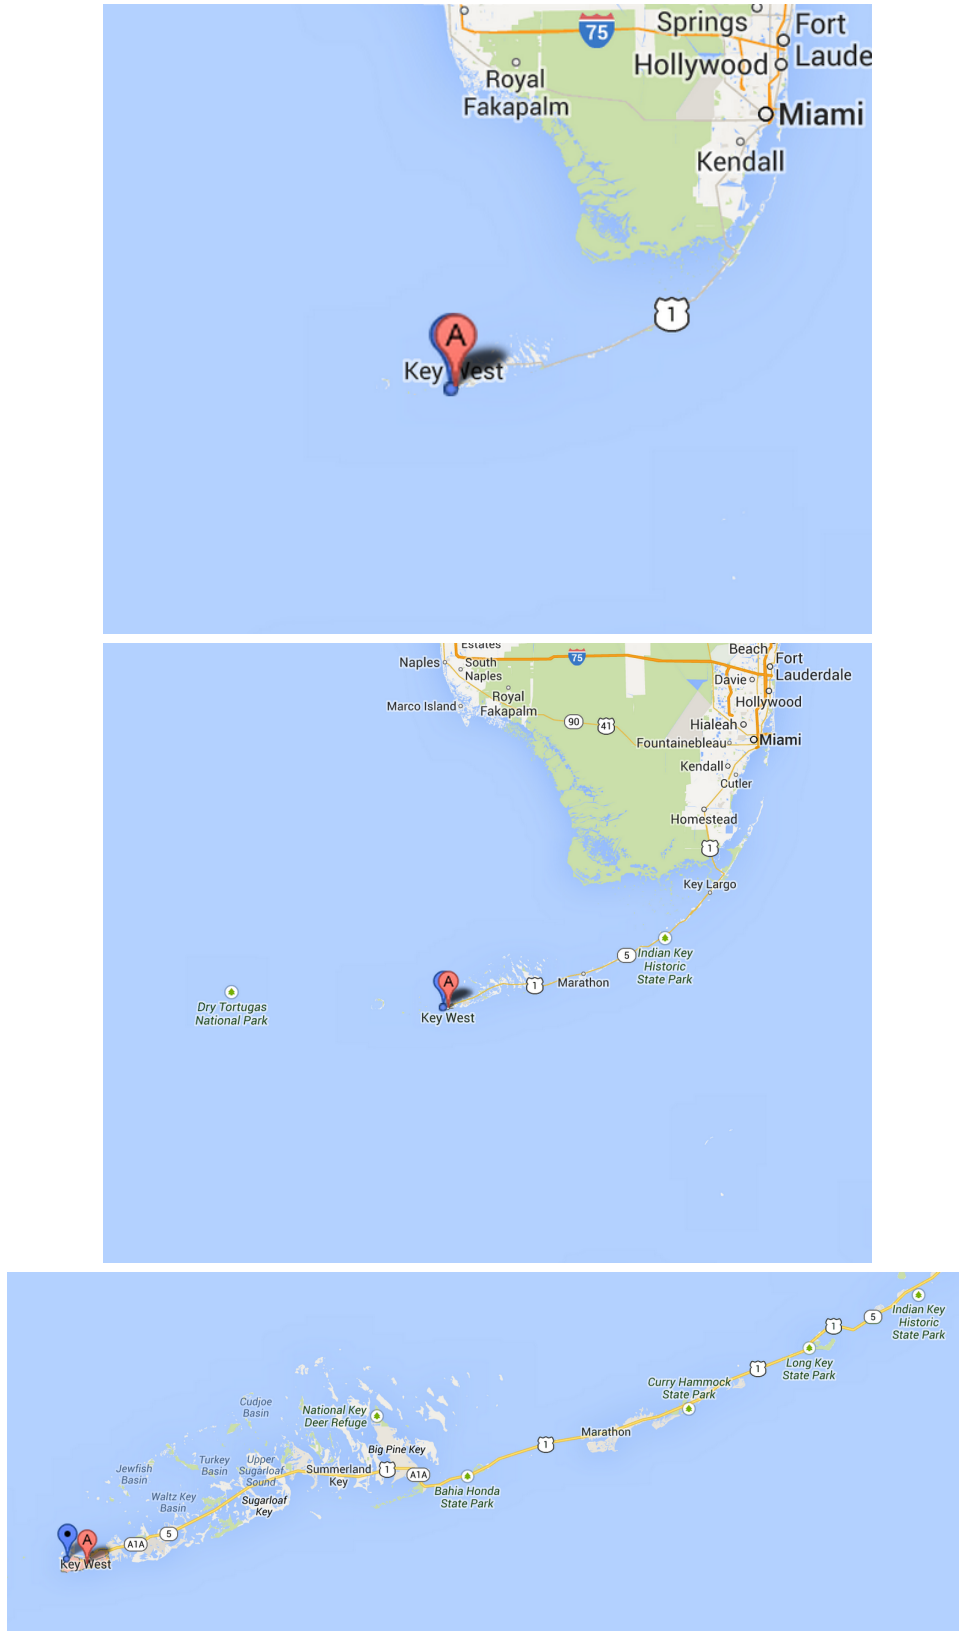 Springs
Fort
Laude
75
Hollywood
Royal
Fakapalm
Miami
Kendall
1
A
Key West
Estates
Beach
75
Fort
Lauderdale
Naples
South
Naples
Davie
Royal
Fakapalm
Hollywood
Marco Island
90
41
Hialeah
Fountainebleau
Miami
Kendall
Cutler
Homestead
1
Key Largo
5
Indian Key
Historic
State Park
Marathon
1
A
Key West
Dry Tortugas
National Park
Indian Key
Historic
State Park
5
1
Long Key
State Park
1
Curry Hammock
State Park
Cudjoe
Basin
National Key
Deer Refuge
Marathon
1
Big Pine Key
Turkey
Basin
Upper
Sugarloaf
Sound
Jewfish
Basin
Summerland
Key
1
A1A
Bahia Honda
State Park
Waltz Key
Basin
Sugarloaf
Key
5
A1A
A
Key West